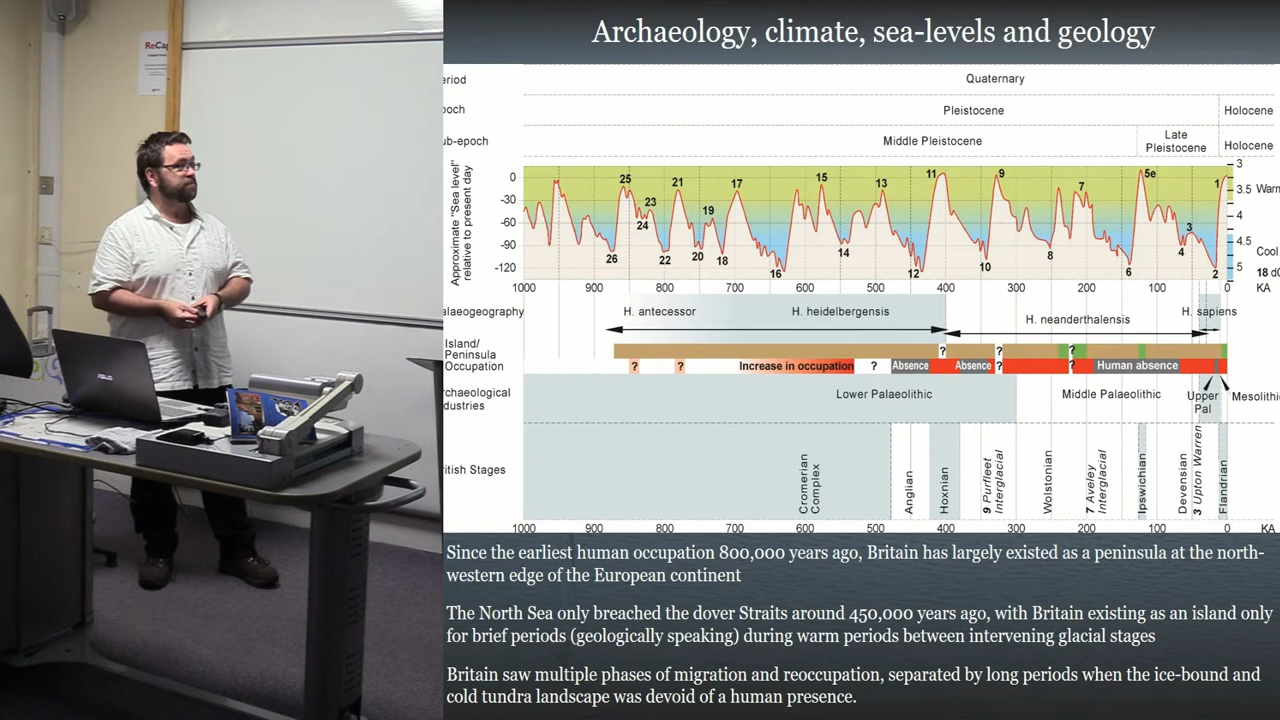 ReCap
Archaeology, climate, sea-levels and geology
eriod
Quaternary
och
Pleistocene
Holocene
ub-epoch
Middle Pleistocene
Late
Pleistocene
Holocene
Approximate "Sea level"
relative to present day
0
-30
-60
-90
-120
25 21 17 15 13 11 9 7 5e 1
23 24 19 3
26 22 20 18 16 14 12 10 8 6 4 2
3
3.5 Warm
4
4.5 Cool
5
18 dO
1000 900 800 700 600 500 400 300 200 100 0 KA
alaeogeography
H. antecessor
H. heidelbergensis
H. neanderthalensis
H. sapiens
Island/
Peninsula
? ? ?
Occupation
? ? Increase in occupation ? Absence Absence ? ? Human absence
chaeological
dustries
Lower Palaeolithic
Middle Palaeolithic
Upper
Pal
Mesolithic
itish Stages
Cromerian
Complex
Anglian
Hoxnian
9 Purfleet
Interglacial
Wolstonian
7 Aveley
Interglacial
Ipswichian
Devensian
3 Upton Warren
Flandrian
1000 900 800 700 600 500 400 300 200 100 0 KA
Since the earliest human occupation 800,000 years ago, Britain has largely existed as a peninsula at the north-
western edge of the European continent
The North Sea only breached the dover Straits around 450,000 years ago, with Britain existing as an island only
for brief periods (geologically speaking) during warm periods between intervening glacial stages
Britain saw multiple phases of migration and reoccupation, separated by long periods when the ice-bound and
cold tundra landscape was devoid of a human presence.
ASUS